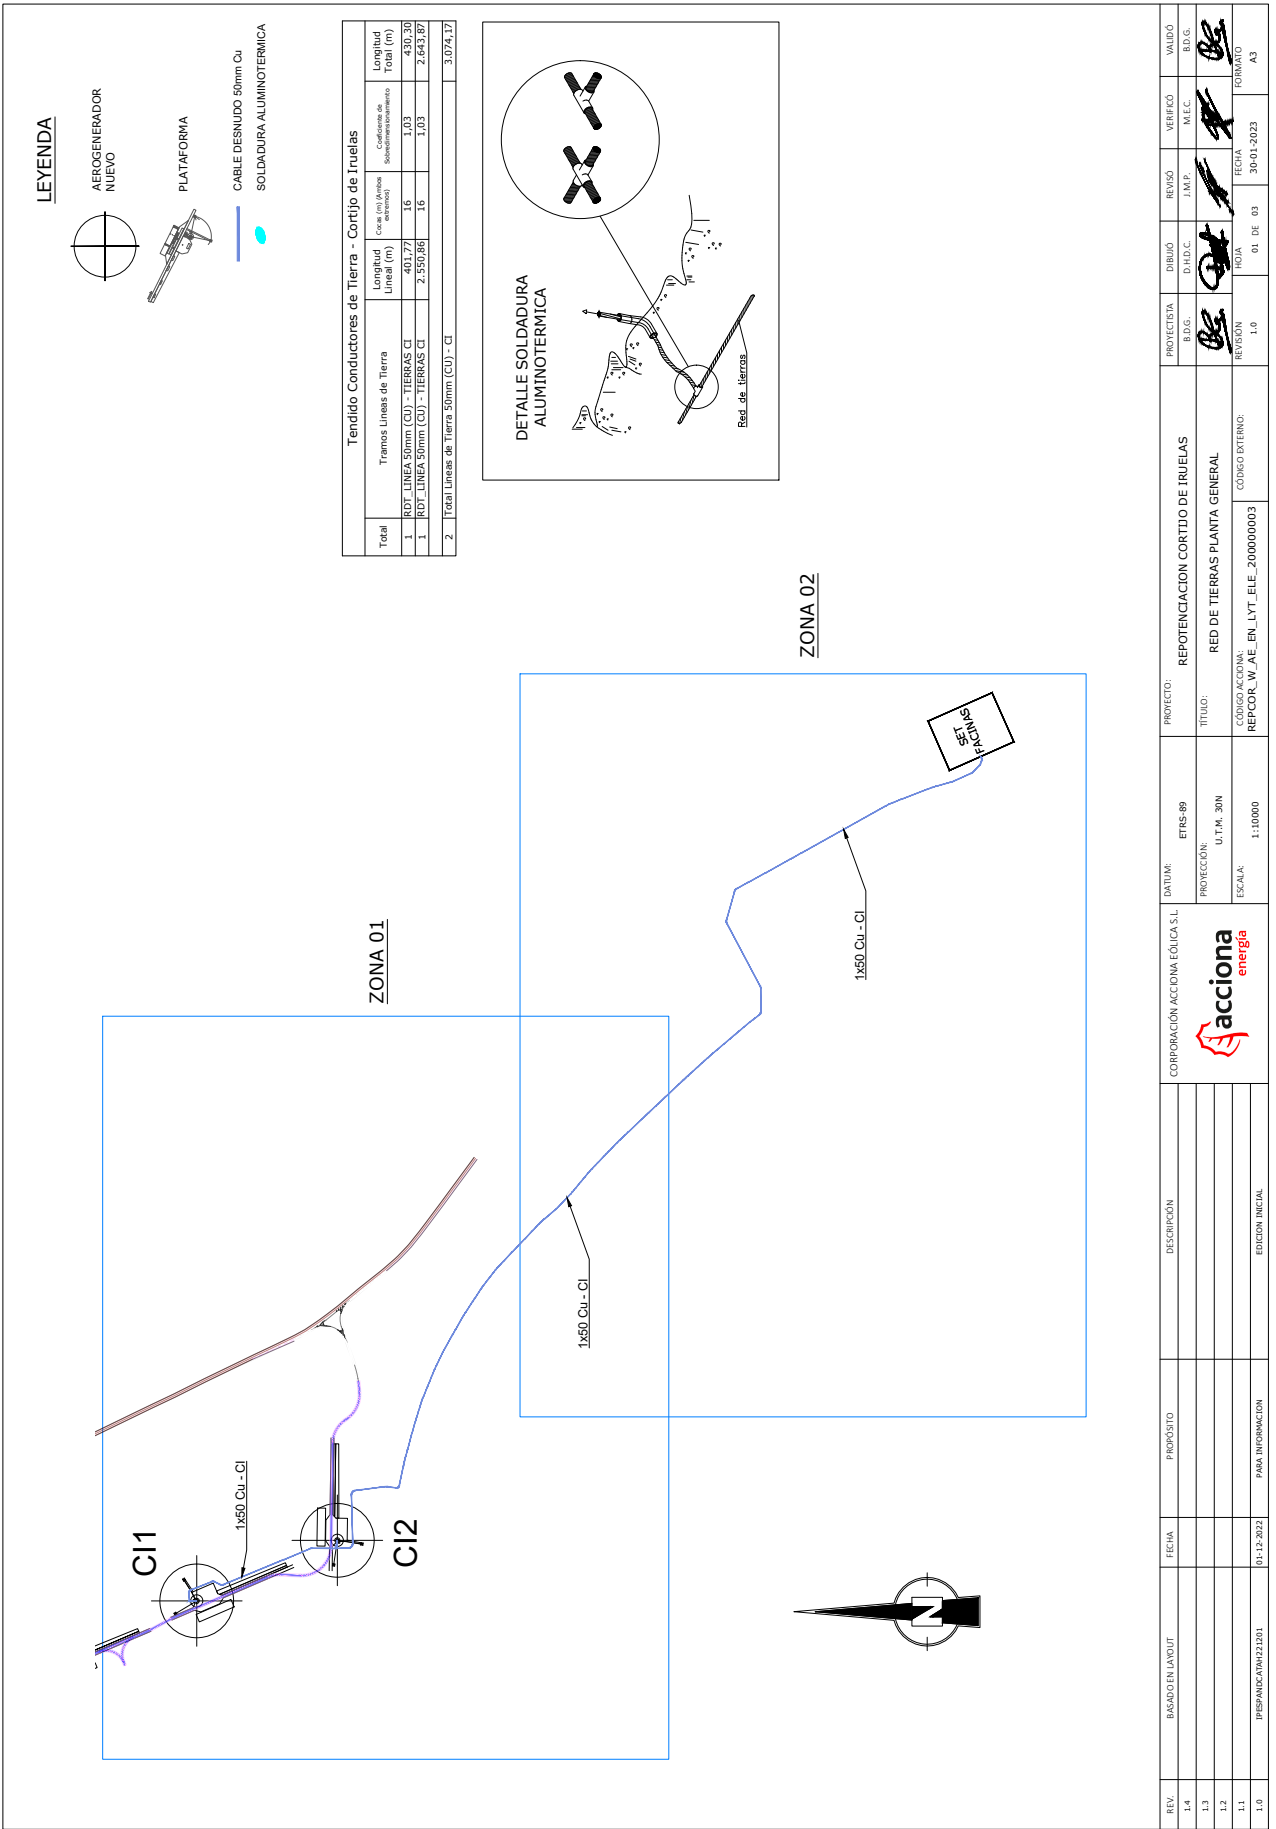 LEYENDA
AEROGENERADOR
NUEVO
PLATAFORMA
CABLE DESNUDO 50mm Cu
SOLDADURA ALUMINOTERMICA
Tendido Conductores de Tierra - Cortijo de Iruelas
Total
Tramos Lineas de Tierra
Longitud
Lineal (m)
Cocas (m) (Ambos
extremos)
Coeficiente de
Sobredimensionamiento
Longitud
Total (m)
1 RDT_LINEA 50mm (CU) - TIERRAS CI 401,77 16 1,03 430,30
1 RDT_LINEA 50mm (CU) - TIERRAS CI 2.550,86 16 1,03 2.643,87
2 Total Lineas de Tierra 50mm (CU) - CI 3.074,17
DETALLE SOLDADURA
ALUMINOTERMICA
Red de tierras
ZONA 01
ZONA 02
CI1
CI2
1x50 Cu - CI
1x50 Cu - CI
1x50 Cu - CI
SET
FACINAS
N
REV.
BASADO EN LAYOUT
FECHA
PROPÓSITO
DESCRIPCIÓN
1.4
1.3
1.2
1.1
1.0 IPESPANDCATAH221201 01-12-2022 PARA INFORMACION EDICION INICIAL
CORPORACIÓN ACCIONA EÓLICA S.L.
acciona
energía
DATUM:
ETRS-89
PROYECCIÓN:
U.T.M. 30N
ESCALA:
1:10000
PROYECTO:
REPOTENCIACION CORTIJO DE IRUELAS
TÍTULO:
RED DE TIERRAS PLANTA GENERAL
CÓDIGO ACCIONA:
REPCOR_W_AE_EN_LYT_ELE_200000003
CÓDIGO EXTERNO:
PROYECTISTA
B.D.G.
DIBUJÓ
D.H.D.C.
REVISÓ
J.M.P.
VERIFICÓ
M.E.C.
VALIDÓ
B.D.G.
REVISIÓN
1.0
HOJA
01 DE 03
FECHA
30-01-2023
FORMATO
A3